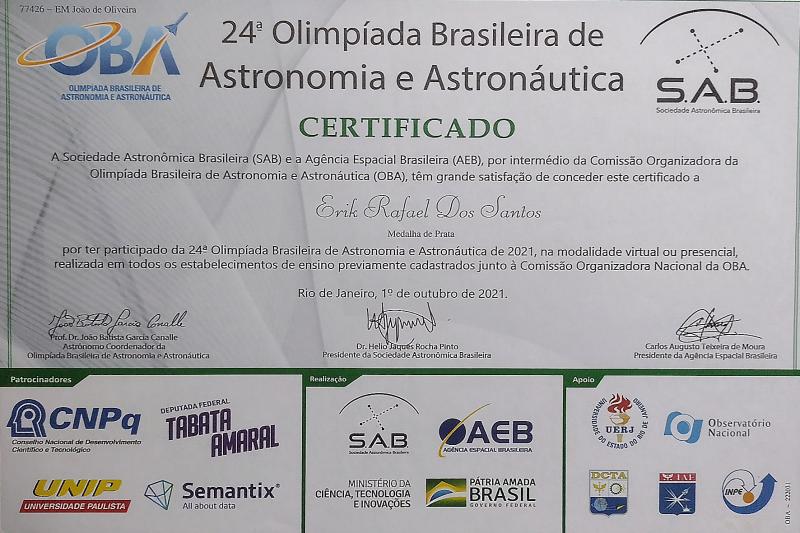 77426 – EM João de Oliveira
OBA
OLIMPÍADA BRASILEIRA DE
ASTRONOMIA E ASTRONÁUTICA
24ª Olimpíada Brasileira de
Astronomia e Astronáutica
S.A.B.
Sociedade Astronômica Brasileira
CERTIFICADO
A Sociedade Astronômica Brasileira (SAB) e a Agência Espacial Brasileira (AEB), por intermédio da Comissão Organizadora da
Olimpíada Brasileira de Astronomia e Astronáutica (OBA), têm grande satisfação de conceder este certificado a
Erik Rafael Dos Santos
Medalha de Prata
por ter participado da 24ª Olimpíada Brasileira de Astronomia e Astronáutica de 2021, na modalidade virtual ou presencial,
realizada em todos os estabelecimentos de ensino previamente cadastrados junto à Comissão Organizadora Nacional da OBA.
Rio de Janeiro, 1º de outubro de 2021.
João Batista Garcia Canalle
Prof. Dr. João Batista Garcia Canalle
Astrônomo Coordenador da
Olimpíada Brasileira de Astronomia e Astronáutica
Dr. Helio Jaques Rocha Pinto
Presidente da Sociedade Astronômica Brasileira
Carlos Augusto Teixeira de Moura
Presidente da Agência Espacial Brasileira
Patrocinadores
CNPq
Conselho Nacional de Desenvolvimento
Científico e Tecnológico
DEPUTADA FEDERAL
TABATA
AMARAL
UNIP
UNIVERSIDADE PAULISTA
Semantix
All about data
Realização
SAB
Sociedade Astronômica Brasileira
AEB
AGÊNCIA ESPACIAL BRASILEIRA
MINISTÉRIO DA
CIÊNCIA, TECNOLOGIA
E INOVAÇÕES
PÁTRIA AMADA
BRASIL
GOVERNO FEDERAL
Apoio
UERJ
UNIVERSIDADE DO ESTADO DO RIO DE JANEIRO
Observatório
Nacional
DCTA
IAE
INPE